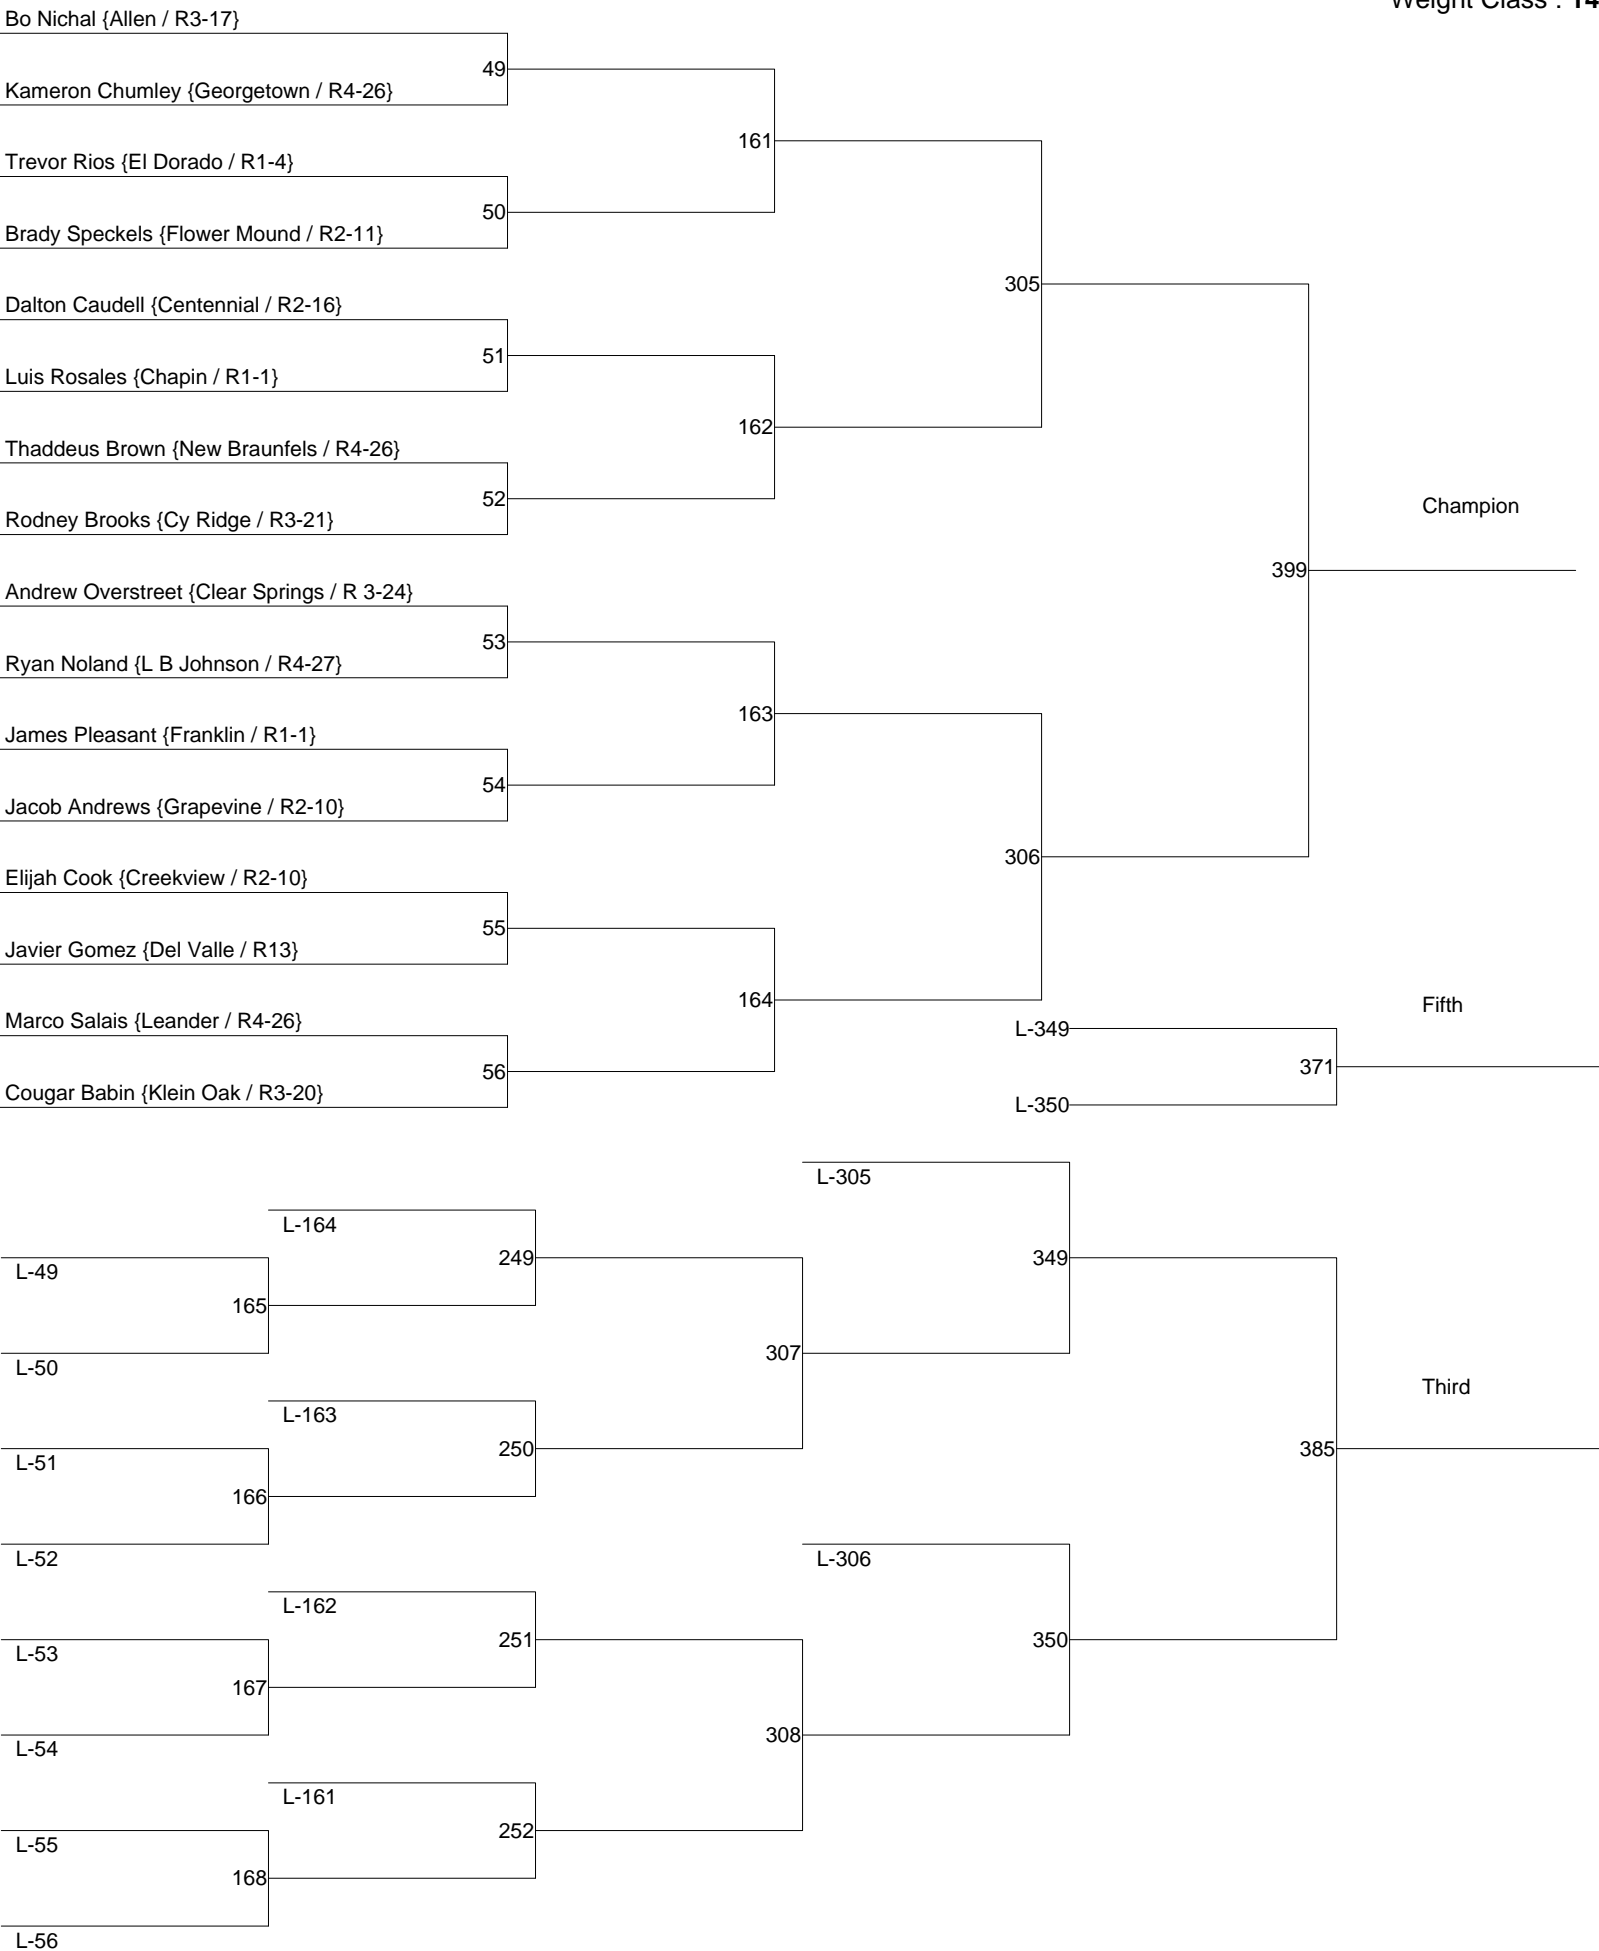 Weight Class : 14
Bo Nichal {Allen / R3-17}
49
Kameron Chumley {Georgetown / R4-26}
161
Trevor Rios {El Dorado / R1-4}
50
Brady Speckels {Flower Mound / R2-11}
305
Dalton Caudell {Centennial / R2-16}
51
Luis Rosales {Chapin / R1-1}
162
Thaddeus Brown {New Braunfels / R4-26}
52
Champion
Rodney Brooks {Cy Ridge / R3-21}
399
Andrew Overstreet {Clear Springs / R 3-24}
53
Ryan Noland {L B Johnson / R4-27}
163
James Pleasant {Franklin / R1-1}
54
Jacob Andrews {Grapevine / R2-10}
306
Elijah Cook {Creekview / R2-10}
55
Javier Gomez {Del Valle / R13}
164
Fifth
Marco Salais {Leander / R4-26}
L-349
56
371
Cougar Babin {Klein Oak / R3-20}
L-350
L-305
L-164
249
349
L-49
165
307
L-50
Third
L-163
250
385
L-51
166
L-52
L-306
L-162
251
350
L-53
167
308
L-54
L-161
252
L-55
168
L-56